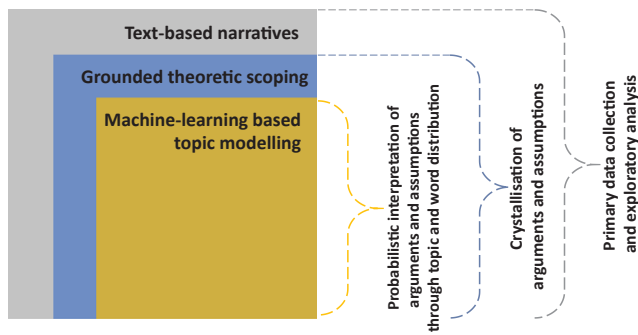 Text-based narratives
Grounded theoretic scoping
Machine-learning based
topic modelling
Probabilistic interpretation of
arguments and assumptions
through topic and word distribution
Crystallisation of
arguments and assumptions
Primary data collection
and exploratory analysis